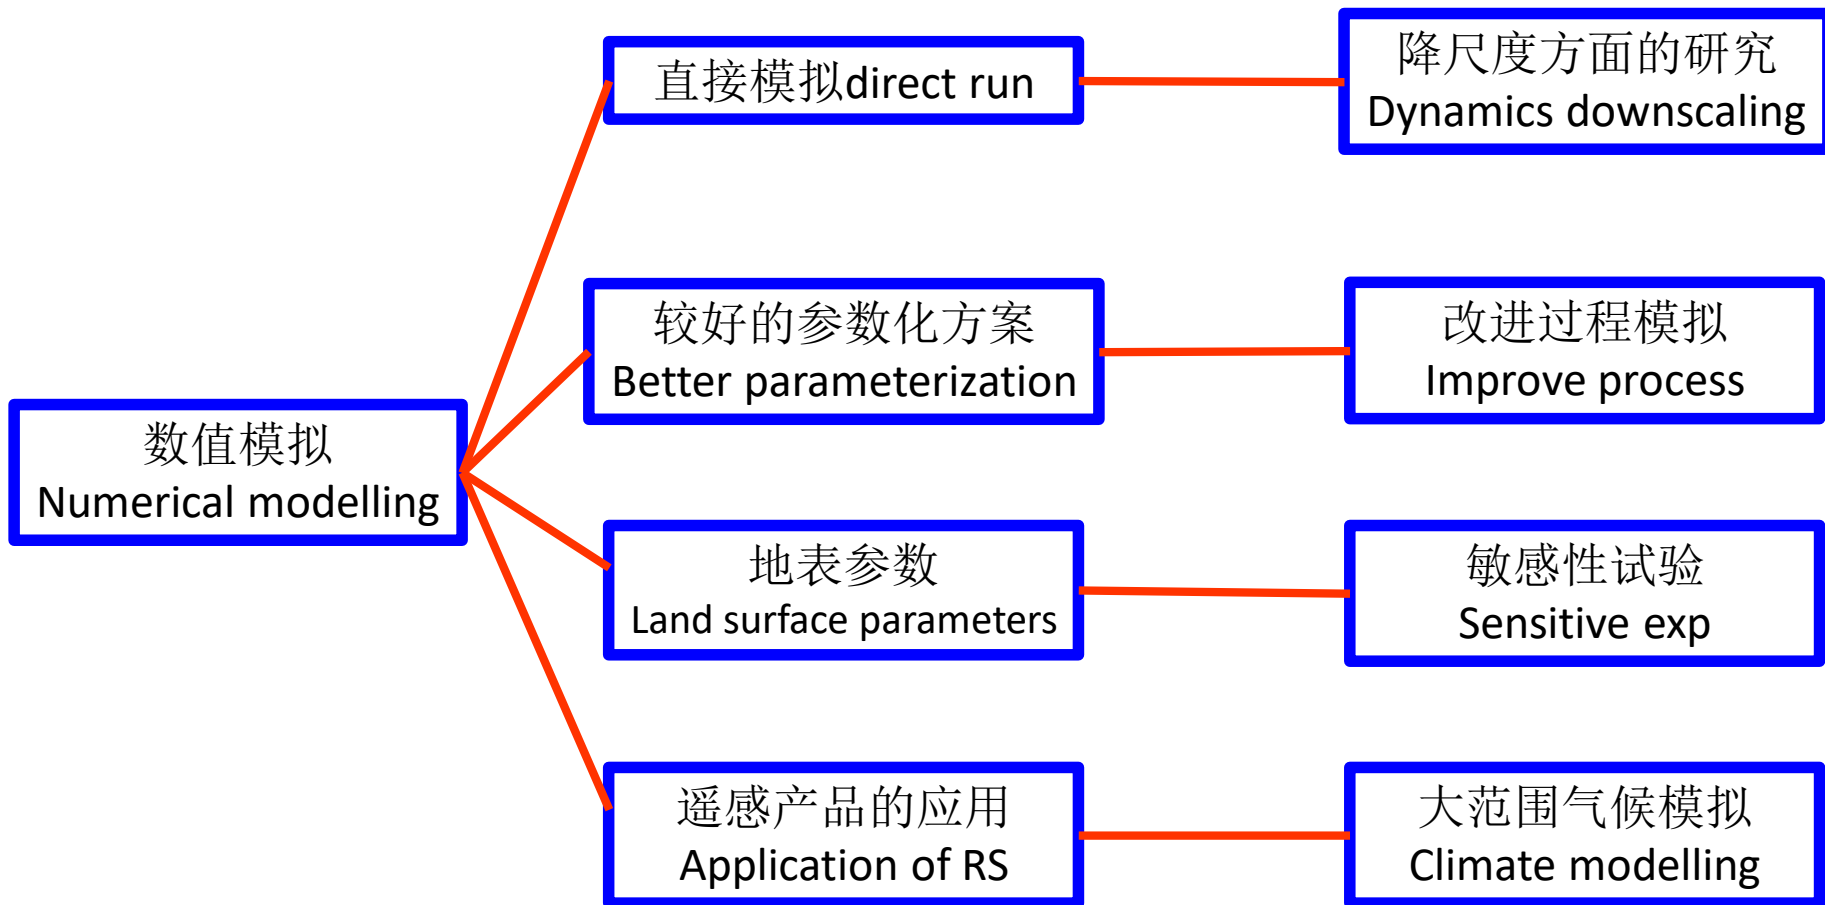 数值模拟
Numerical modelling
直接模拟direct run
降尺度方面的研究
Dynamics downscaling
较好的参数化方案
Better parameterization
改进过程模拟
Improve process
地表参数
Land surface parameters
敏感性试验
Sensitive exp
遥感产品的应用
Application of RS
大范围气候模拟
Climate modelling